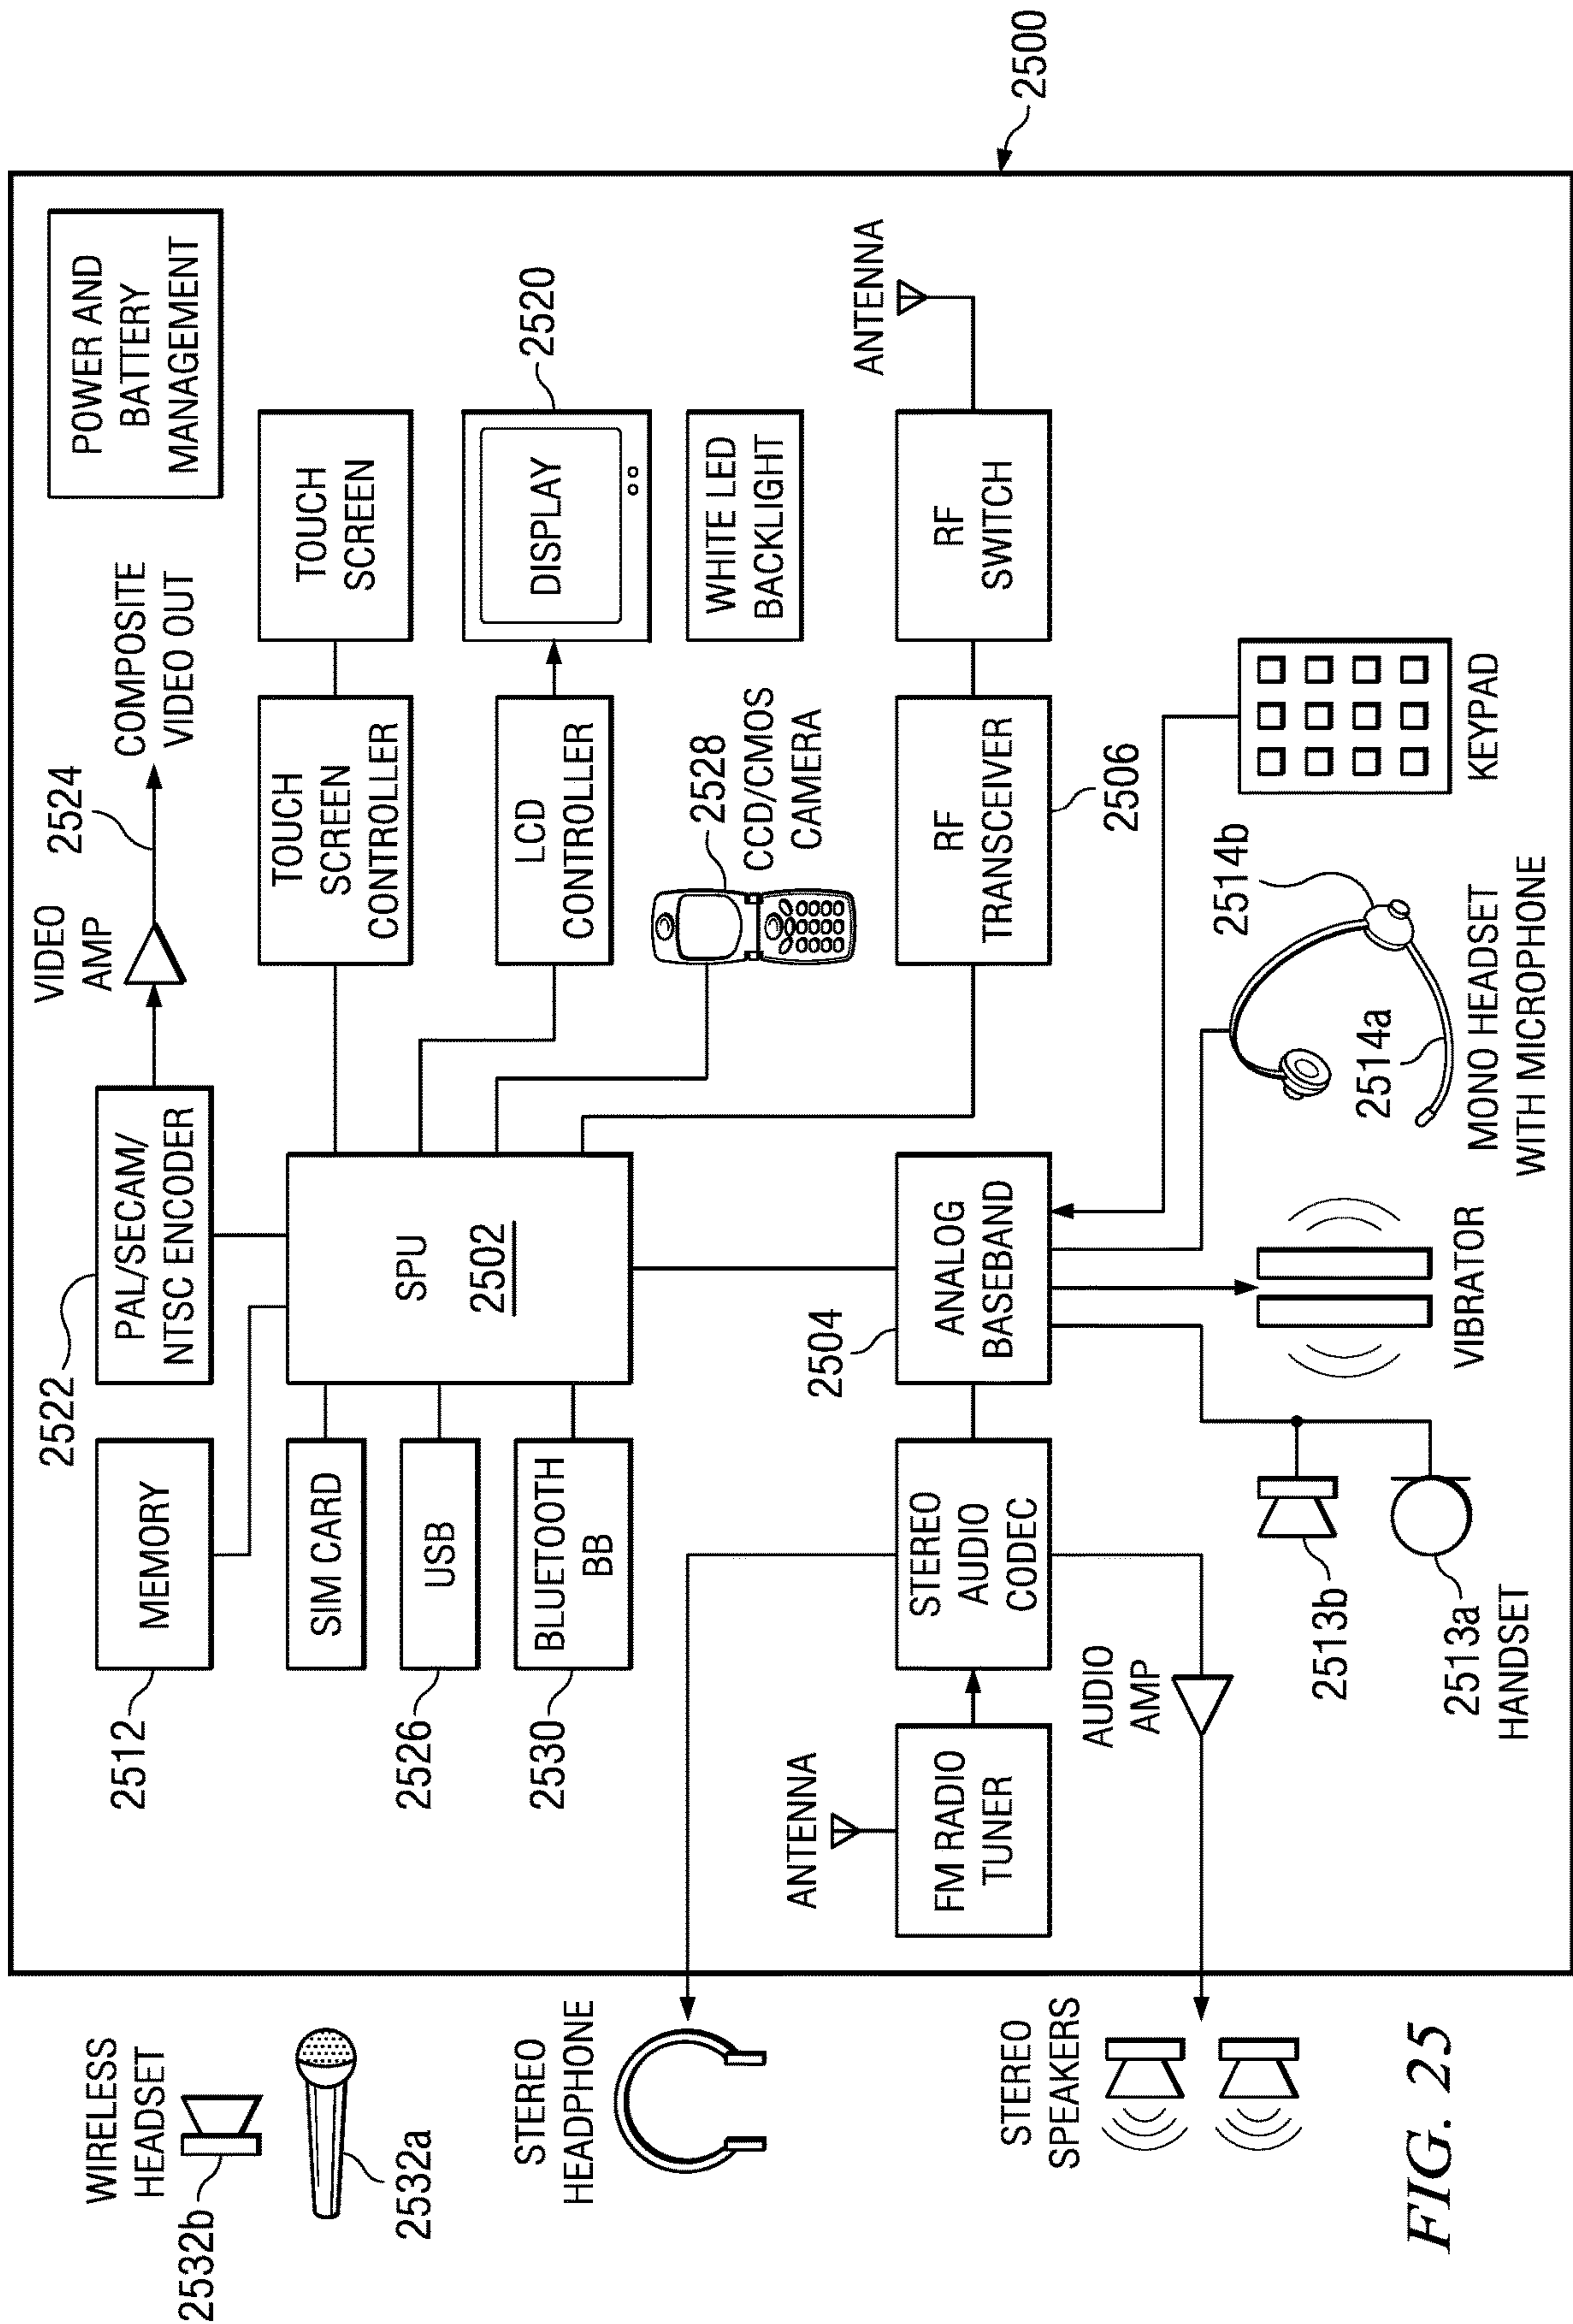 2500
POWER AND
BATTERY
MANAGEMENT
COMPOSITE
VIDEO OUT
2524
VIDEO
AMP
PAL/SECAM/
NTSC ENCODER
2522
MEMORY
2512
TOUCH
SCREEN
TOUCH
SCREEN
CONTROLLER
DISPLAY
2520
LCD
CONTROLLER
WHITE LED
BACKLIGHT
2528
CCD/CMOS
CAMERA
SPU
2502
SIM CARD
USB
2526
BLUETOOTH
BB
2530
WIRELESS
HEADSET
2532b
2532a
STEREO
HEADPHONE
ANTENNA
RF
SWITCH
RF
TRANSCEIVER
2506
ANALOG
BASEBAND
2504
STEREO
AUDIO
CODEC
ANTENNA
FM RADIO
TUNER
AUDIO
AMP
STEREO
SPEAKERS
KEYPAD
2514b
2514a
MONO HEADSET
WITH MICROPHONE
VIBRATOR
2513b
2513a
HANDSET
FIG. 25